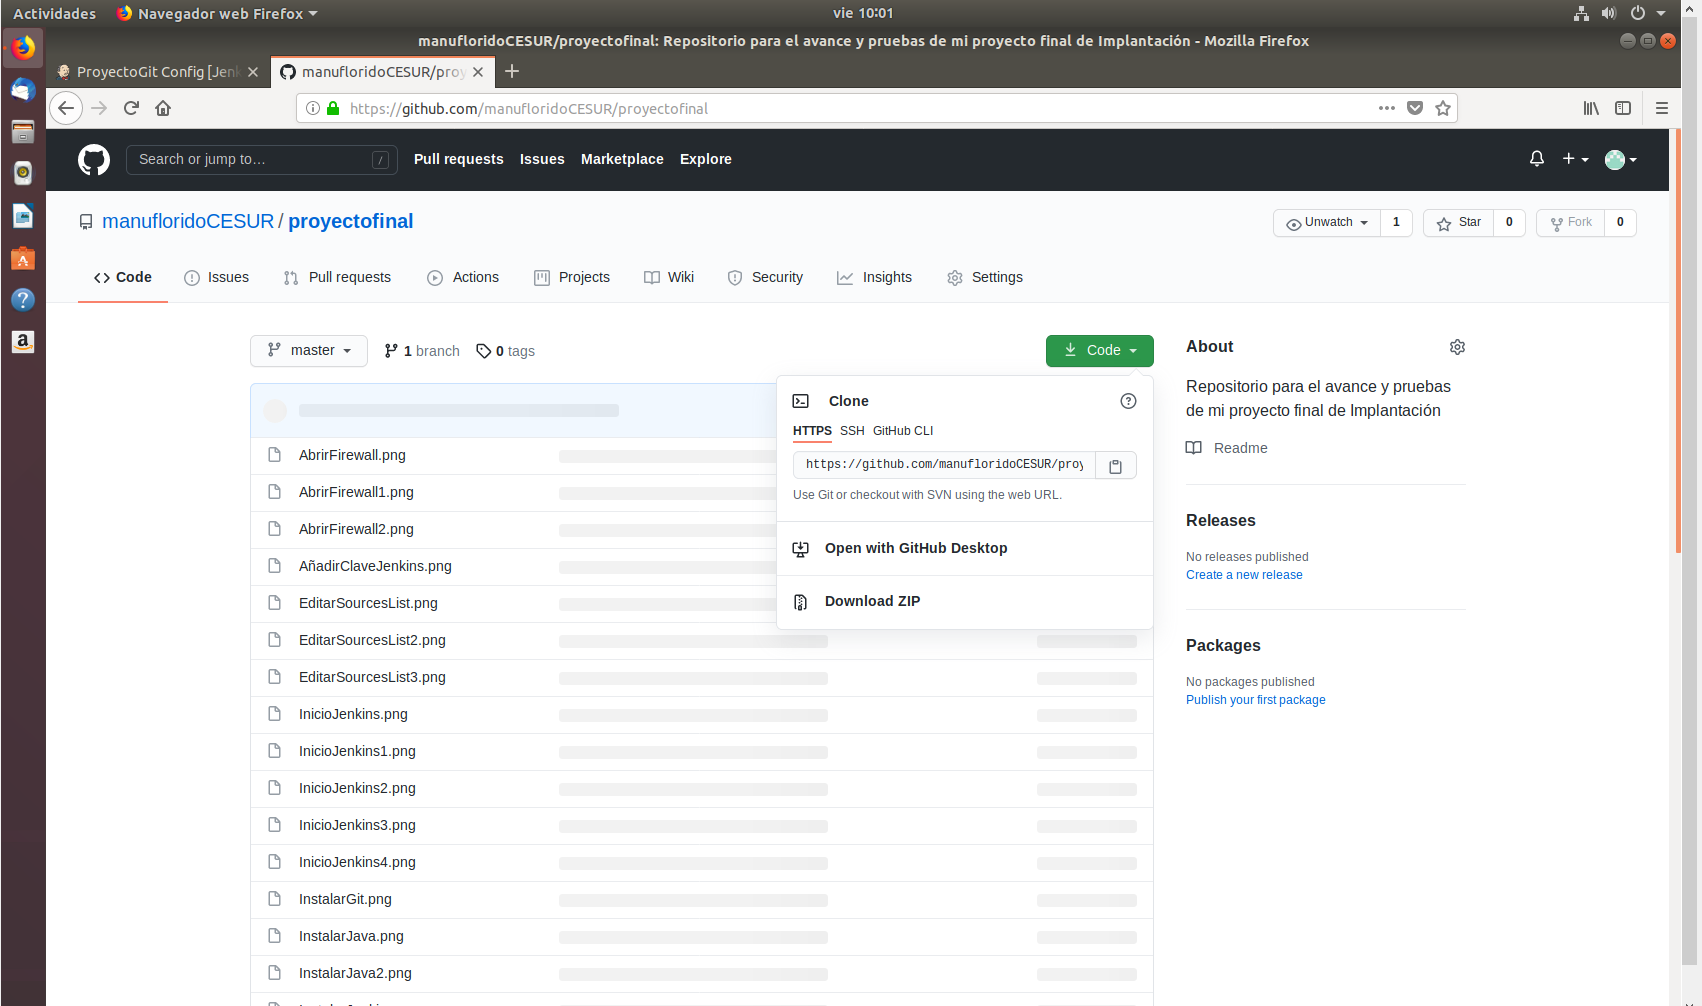 Actividades
Navegador web Firefox
vie 10:01
manufloridoCESUR/proyectofinal: Repositorio para el avance y pruebas de mi proyecto final de Implantación - Mozilla Firefox
ProyectoGit Config [Jenk
manufloridoCESUR/proy
https://github.com/manufloridoCESUR/proyectofinal
Search or jump to…
/
Pull requests
Issues
Marketplace
Explore
manufloridoCESUR / proyectofinal
Unwatch
1
Star
0
Fork
0
Code
Issues
Pull requests
Actions
Projects
Wiki
Security
Insights
Settings
master
1 branch
0 tags
Code
Clone
HTTPS
SSH
GitHub CLI
https://github.com/manufloridoCESUR/proy
Use Git or checkout with SVN using the web URL.
Open with GitHub Desktop
Download ZIP
AbrirFirewall.png
AbrirFirewall1.png
AbrirFirewall2.png
AñadirClaveJenkins.png
EditarSourcesList.png
EditarSourcesList2.png
EditarSourcesList3.png
InicioJenkins.png
InicioJenkins1.png
InicioJenkins2.png
InicioJenkins3.png
InicioJenkins4.png
InstalarGit.png
InstalarJava.png
InstalarJava2.png
About
Repositorio para el avance y pruebas
de mi proyecto final de Implantación
Readme
Releases
No releases published
Create a new release
Packages
No packages published
Publish your first package